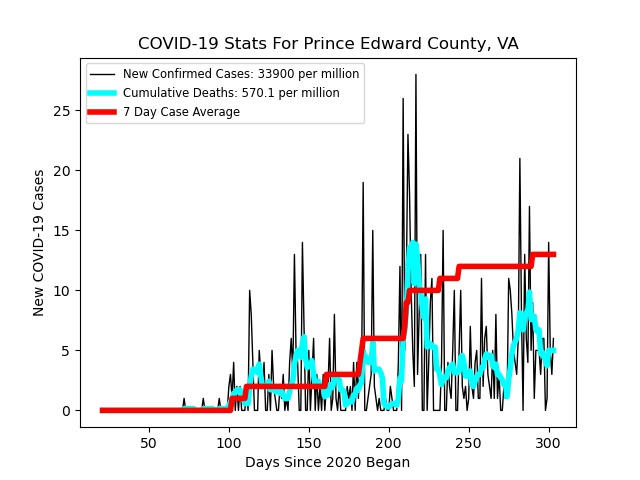 COVID-19 Stats For Prince Edward County, VA
New Confirmed Cases: 33900 per million
Cumulative Deaths: 570.1 per million
7 Day Case Average
New COVID-19 Cases
25
20
15
10
5
0
50 100 150 200 250 300
Days Since 2020 Began